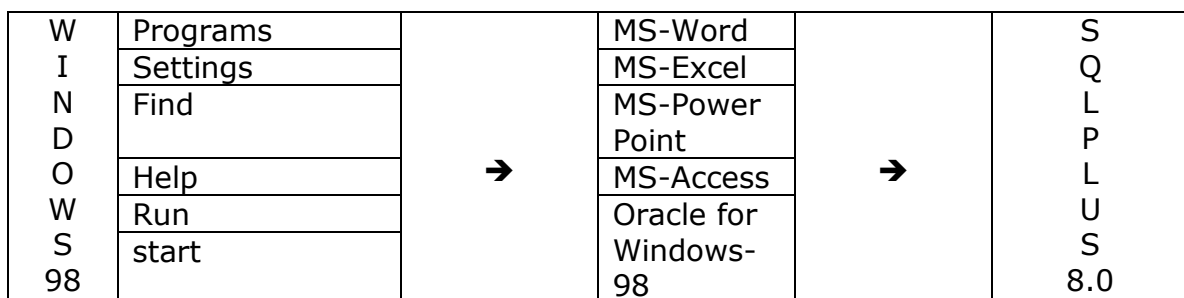 W
I
N
D
O
W
S
98
Programs
Settings
Find
Help
Run
start
➔
MS-Word
MS-Excel
MS-Power
Point
MS-Access
Oracle for
Windows-
98
➔
S
Q
L
P
L
U
S
8.0